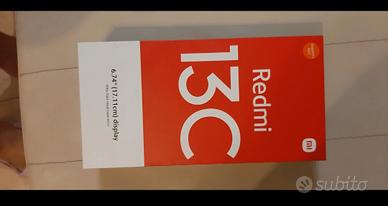 Redmi
13C
6.74" (17.11cm) display
mi
subito